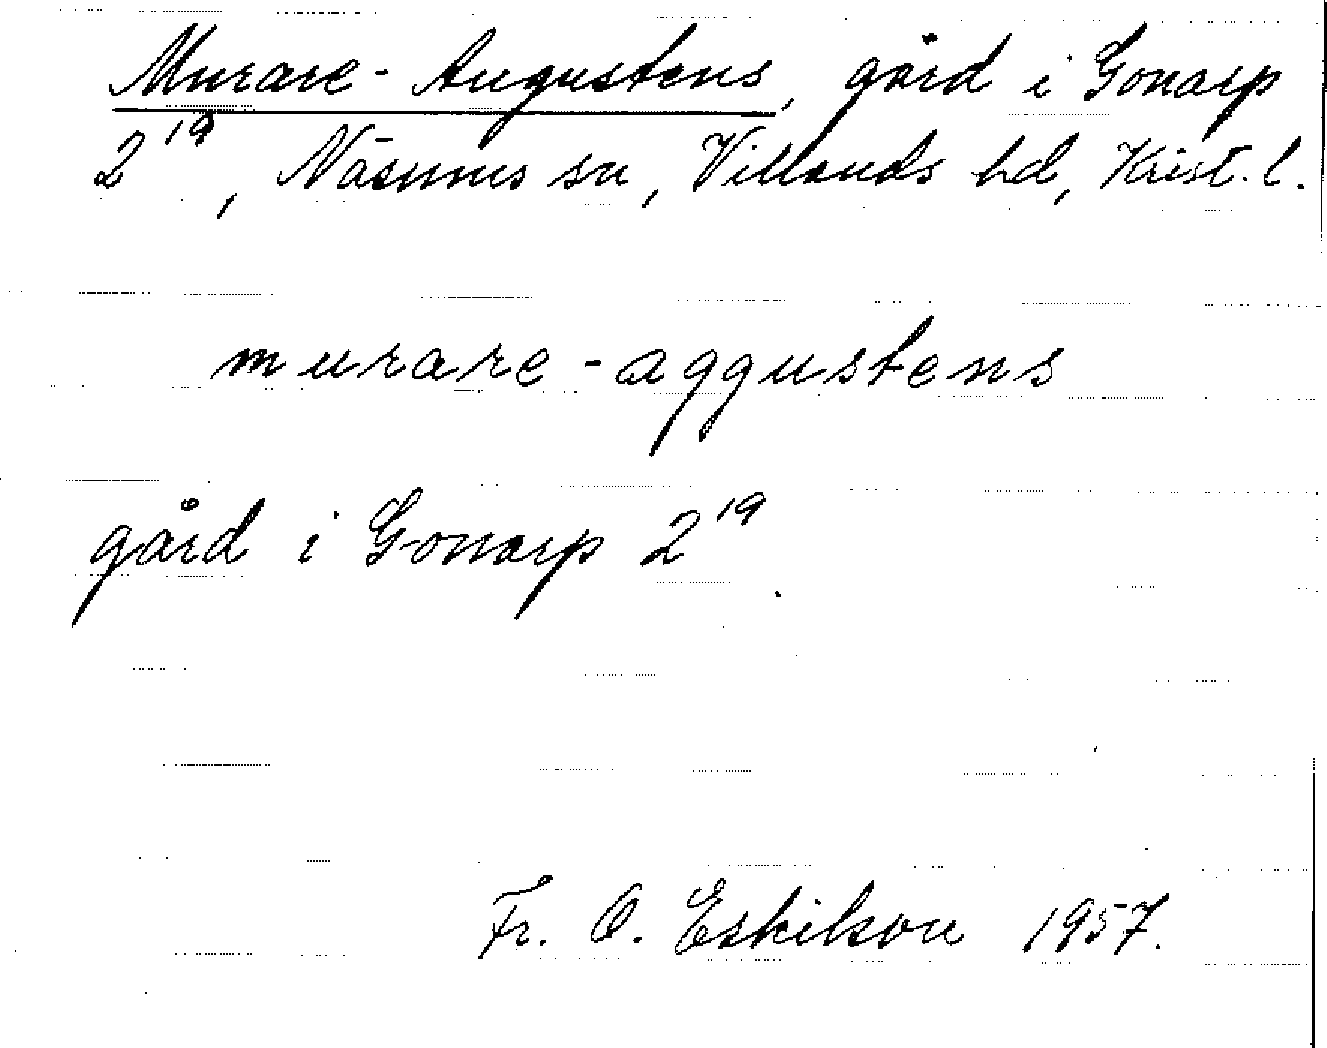 Murare-Augustens, gård i Gonarp
2¹⁹, Näsums sn, Villands hd, Krist. l.
murare-aggustens
gård i Gonarp 2¹⁹.
Fr. O. Eskilson 1957.